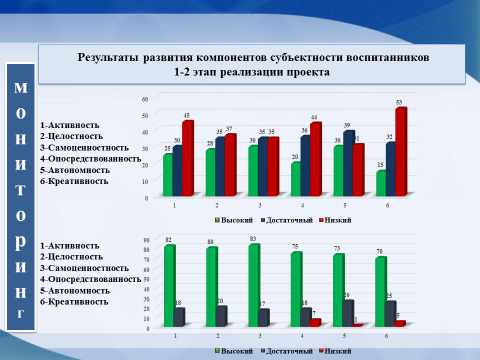 Результаты развития компонентов субъектности воспитанников
1-2 этап реализации проекта
мониторинг
1-Активность
2-Целостность
3-Самоценностность
4-Опосредствованность
5-Автономность
6-Креативность
60
50
40
30
20
10
0
25 30 45
28 35 37
30 35 35
20 36 44
30 39 31
15 32 53
1 2 3 4 5 6
Высокий Достаточный Низкий
1-Активность
2-Целостность
3-Самоценностность
4-Опосредствованность
5-Автономность
6-Креативность
90
80
70
60
50
40
30
20
10
0
82 18
80 20
83 17
75 18 7
73 26 1
70 25 5
1 2 3 4 5 6
Высокий Достаточный Низкий